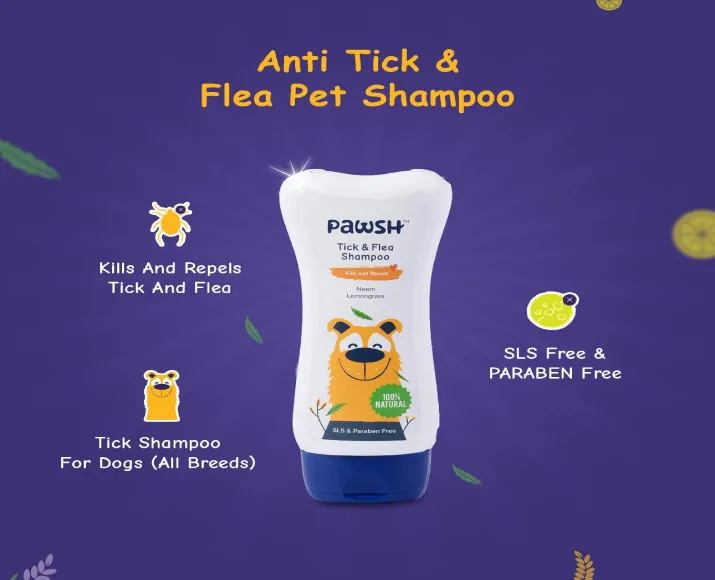 Anti Tick &
Flea Pet Shampoo
PAWSH™
Tick & Flea
Shampoo
Kills and Repels
Neem
Lemongrass
100%
NATURAL
SLS & Paraben Free
Kills And Repels
Tick And Flea
Tick Shampoo
For Dogs (All Breeds)
SLS Free &
PARABEN Free